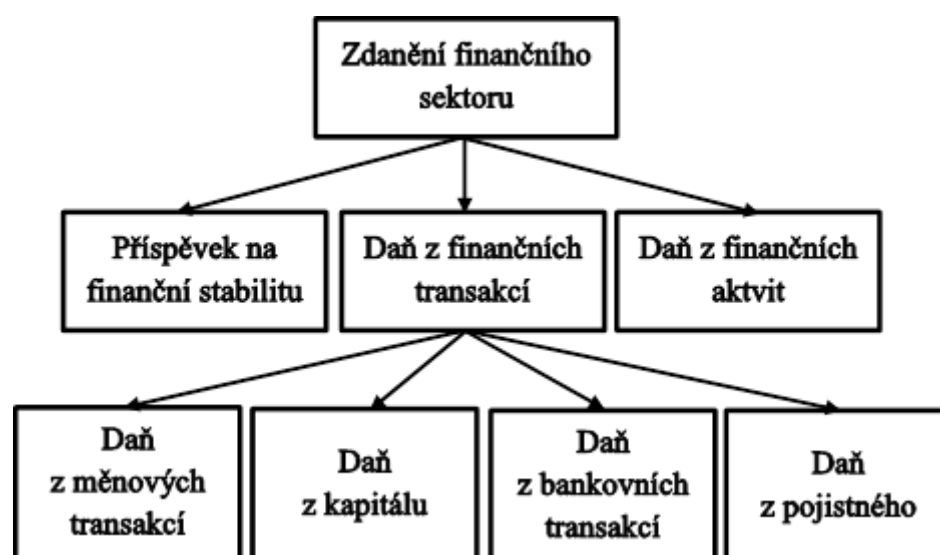 Zdanění finančního
sektoru
Příspěvek na
finanční stabilitu
Daň z finančních
transakcí
Daň z finančních
aktvit
Daň
z měnových
transakcí
Daň
z kapitálu
Daň
z bankovních
transakcí
Daň
z pojistného